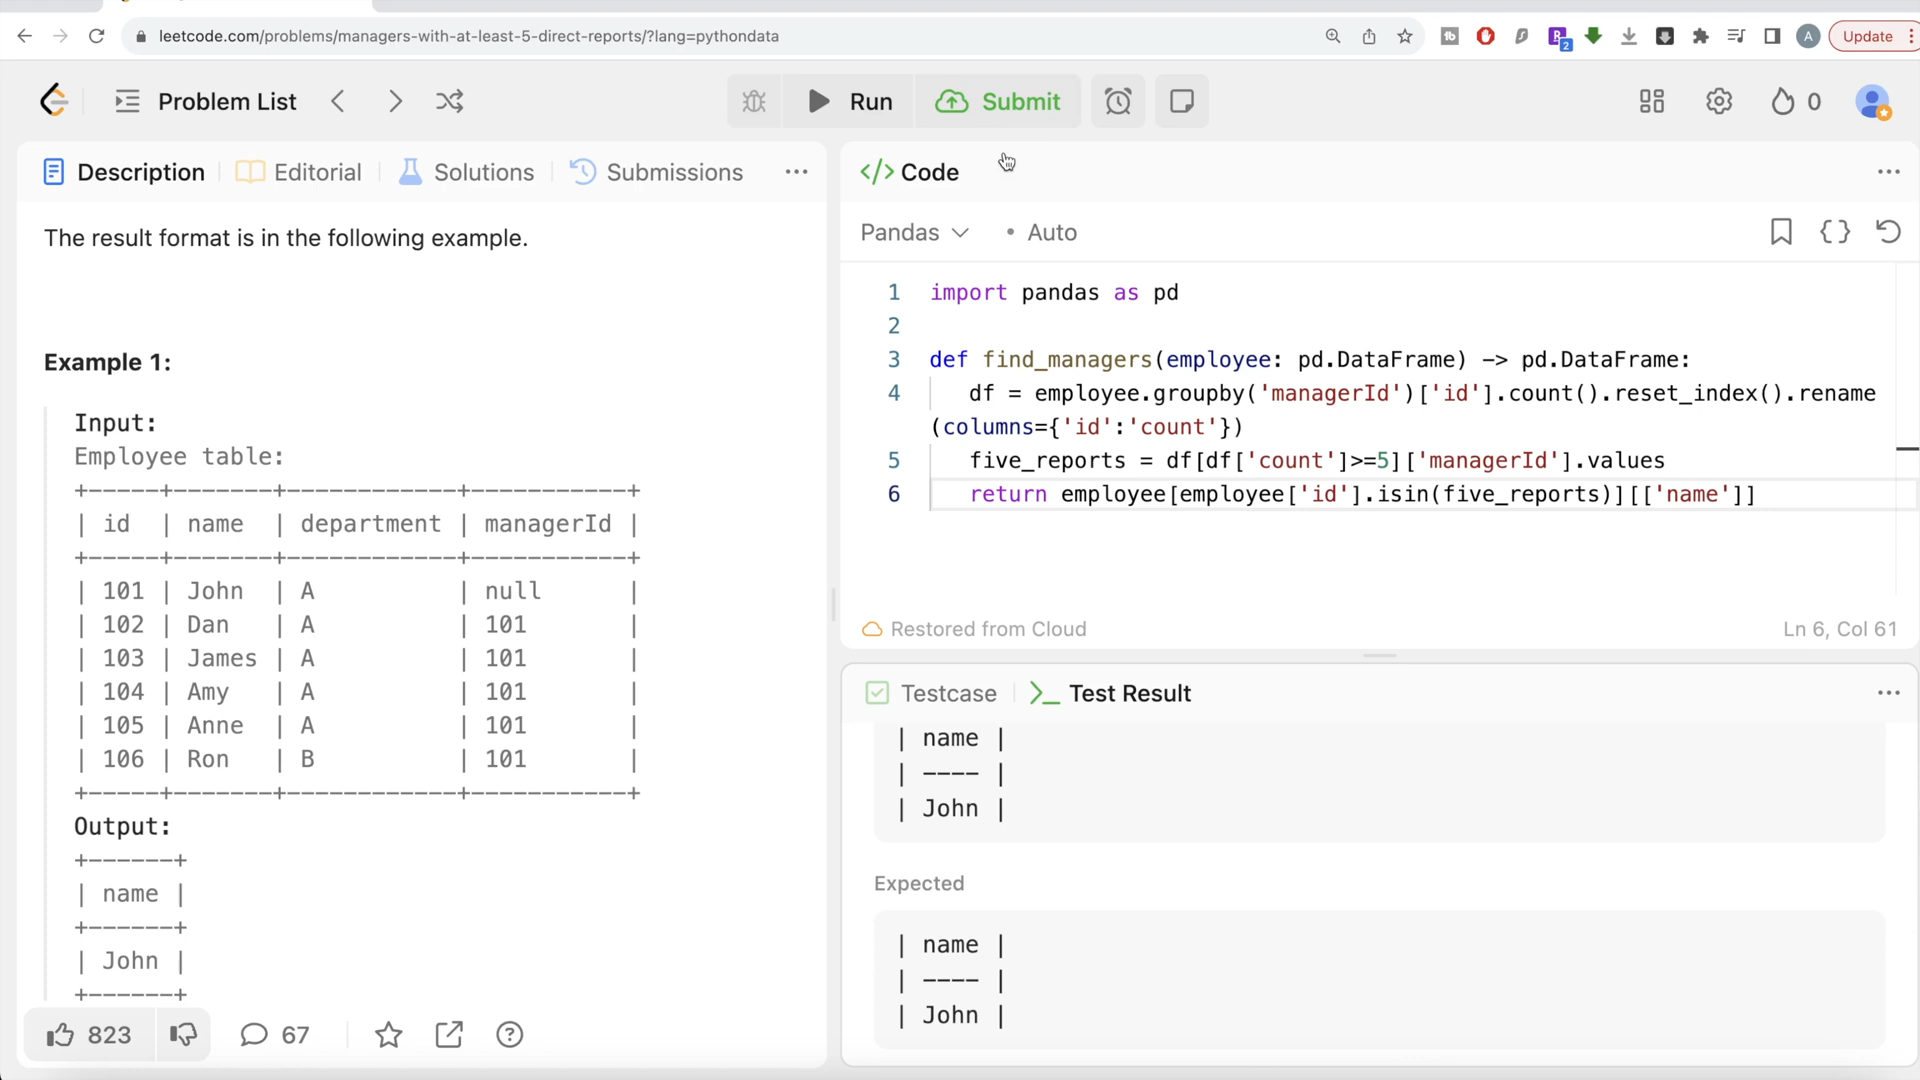 leetcode.com/problems/managers-with-at-least-5-direct-reports/?lang=pythondata
2
A
Update
Problem List
Run
Submit
0
Description
Editorial
Solutions
Submissions
The result format is in the following example.
Example 1:
Input:
Employee table:
+-----+-------+------------+-----------+
| id  | name  | department | managerId |
+-----+-------+------------+-----------+
| 101 | John  | A          | null      |
| 102 | Dan   | A          | 101       |
| 103 | James | A          | 101       |
| 104 | Amy   | A          | 101       |
| 105 | Anne  | A          | 101       |
| 106 | Ron   | B          | 101       |
+-----+-------+------------+-----------+
Output:
+------+
| name |
+------+
| John |
+------+
823
67
</> Code
Pandas
• Auto
1 import pandas as pd
2
3 def find_managers(employee: pd.DataFrame) -> pd.DataFrame:
4    df = employee.groupby('managerId')['id'].count().reset_index().rename
(columns={'id':'count'})
5    five_reports = df[df['count']>=5]['managerId'].values
6    return employee[employee['id'].isin(five_reports)][['name']]
Restored from Cloud
Ln 6, Col 61
Testcase
Test Result
| name |
| ---- |
| John |
Expected
| name |
| ---- |
| John |